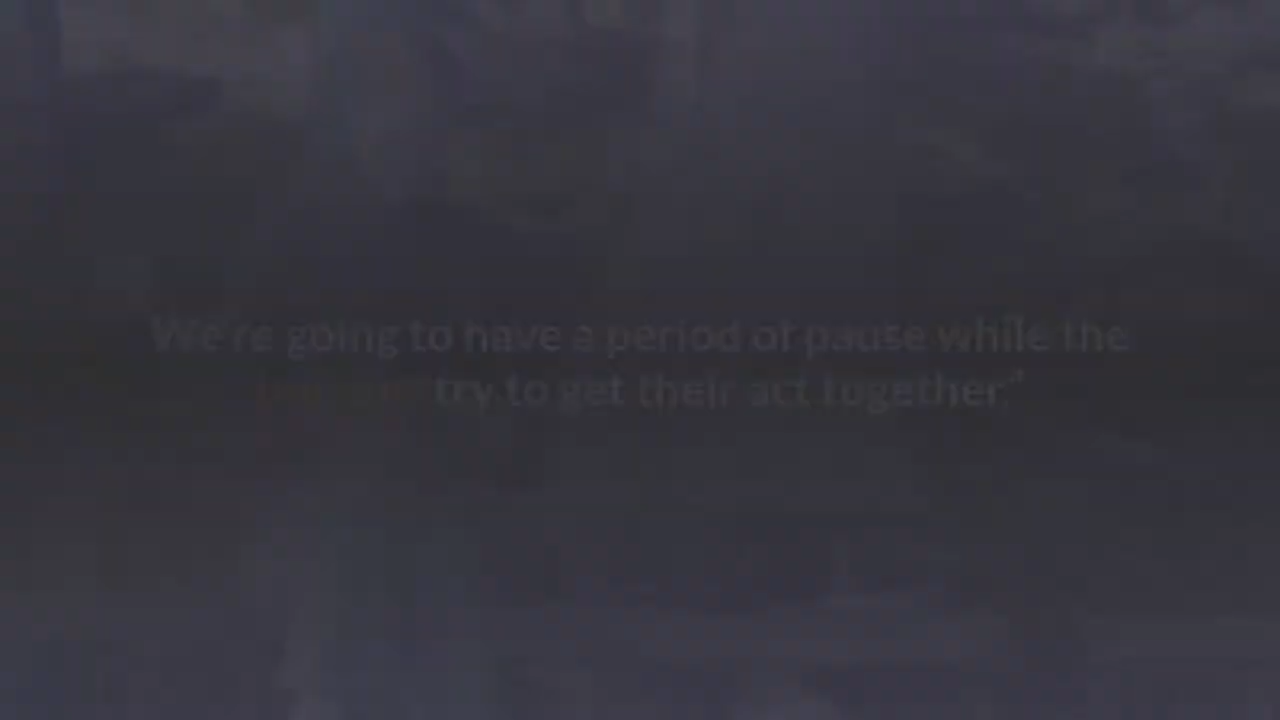 We're going to have a period of pause while the
try to get their act together"